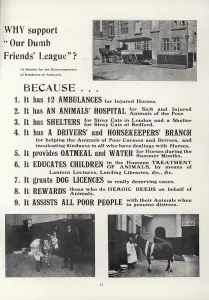 WHY support
"Our Dumb
Friends' League"?
(A Society for the Encouragement
of Kindness to Animals).
BECAUSE . . .
1. It has 12 AMBULANCES for Injured Horses.
2. It has AN ANIMALS' HOSPITAL for Sick and Injured
Animals of the Poor
3. It has SHELTERS for Stray Cats in London and a Shelter
for Stray Cats at Bedford.
4. It has A DRIVERS' and HORSEKEEPERS' BRANCH
for helping the Animals of Poor Carmen and Drivers, and
inculcating Kindness in all who have dealings with Horses.
5. It provides OATMEAL and WATER for Horses during the
Summer Months.
6. It EDUCATES CHILDREN in the Humane TREATMENT
OF ANIMALS, by means of
Lantern Lectures, Lending Libraries, &c., &c.
7. It grants DOG LICENCES in really deserving cases.
8. It REWARDS those who do HEROIC DEEDS on behalf of
Animals.
9. It ASSISTS ALL POOR PEOPLE with their Animals when
in genuine distress.